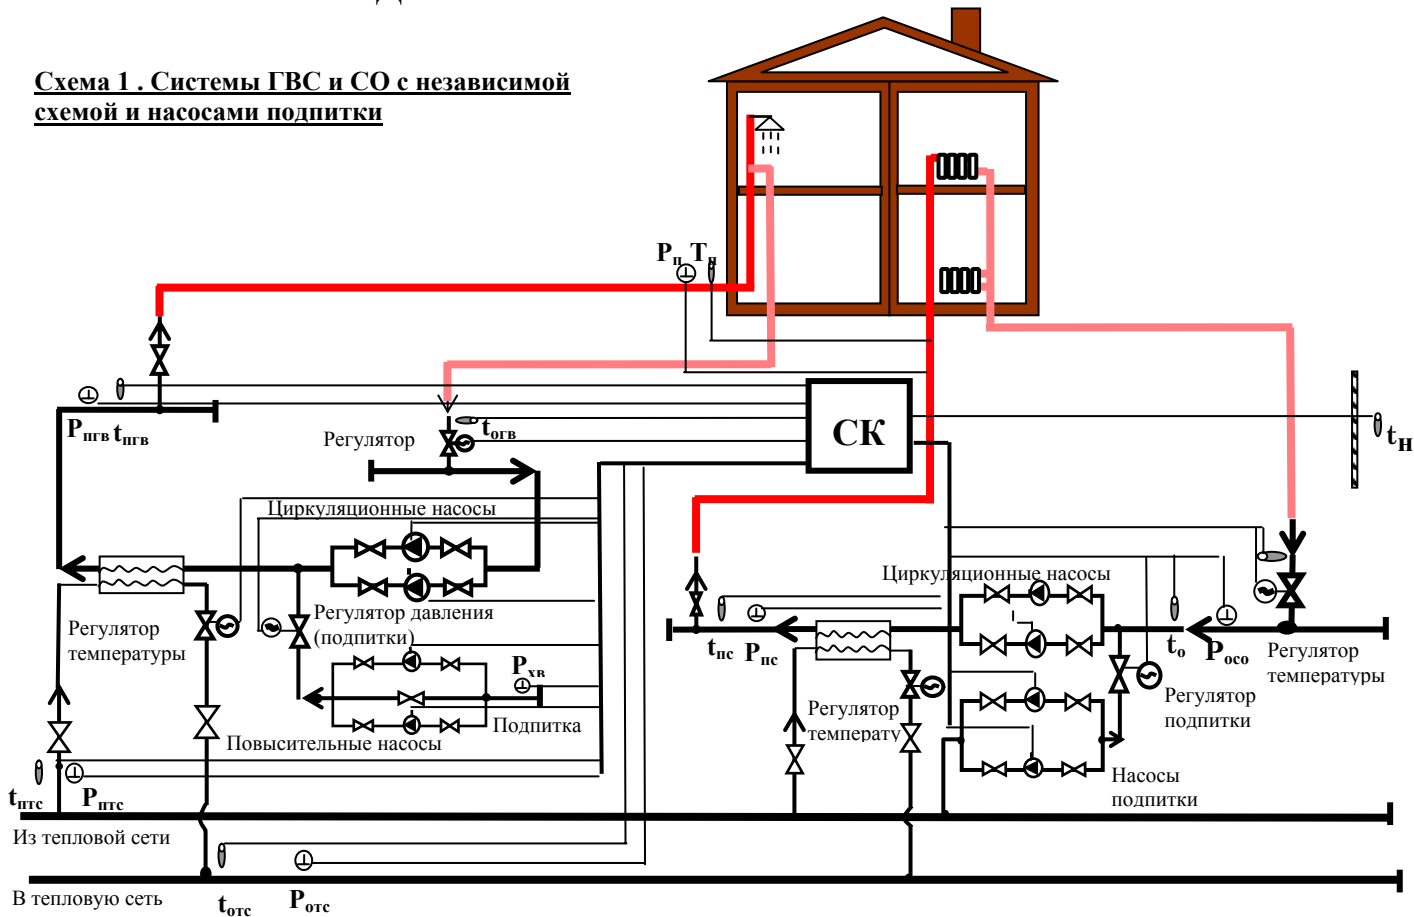 Схема 1 . Системы ГВС и СО с независимой
схемой и насосами подпитки
Pп Tн
Pпгв tпгв
Регулятор
tогв
СК
tн
Циркуляционные насосы
Циркуляционные насосы
Регулятор давления
(подпитки)
Регулятор
температуры
Pхв
Подпитка
Повысительные насосы
tпс Pпс
tо Pосо
Регулятор
температуры
Регулятор
подпитки
Регулятор
температу
Насосы
подпитки
tптс Pптс
Из тепловой сети
В тепловую сеть
tотс Pотс